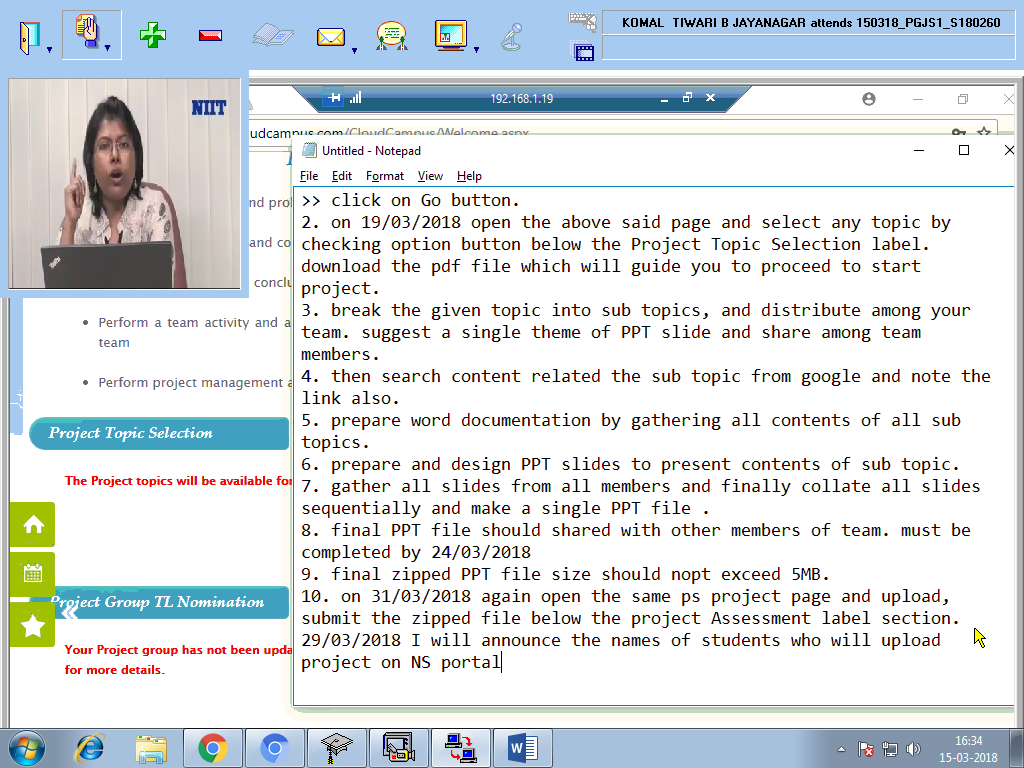 KOMAL TIWARI B JAYANAGAR attends 150318_PGJS1_S180260
NIIT
192.168.1.19
udcampus.com/CloudCampus/Welcome.aspx
Untitled - Notepad
File Edit Format View Help
>> click on Go button.
2. on 19/03/2018 open the above said page and select any topic by
checking option button below the Project Topic Selection label.
download the pdf file which will guide you to proceed to start
project.
3. break the given topic into sub topics, and distribute among your
team. suggest a single theme of PPT slide and share among team
members.
4. then search content related the sub topic from google and note the
link also.
5. prepare word documentation by gathering all contents of all sub
topics.
6. prepare and design PPT slides to present contents of sub topic.
7. gather all slides from all members and finally collate all slides
sequentially and make a single PPT file .
8. final PPT file should shared with other members of team. must be
completed by 24/03/2018
9. final zipped PPT file size should nopt exceed 5MB.
10. on 31/03/2018 again open the same ps project page and upload,
submit the zipped file below the project Assessment label section.
29/03/2018 I will announce the names of students who will upload
project on NS portal
nd prol
and co
conclu
Perform a team activity and a
team
Perform project management a
Project Topic Selection
The Project topics will be available for
Project Group TL Nomination
Your Project group has not been upda
for more details.
16:34
15-03-2018